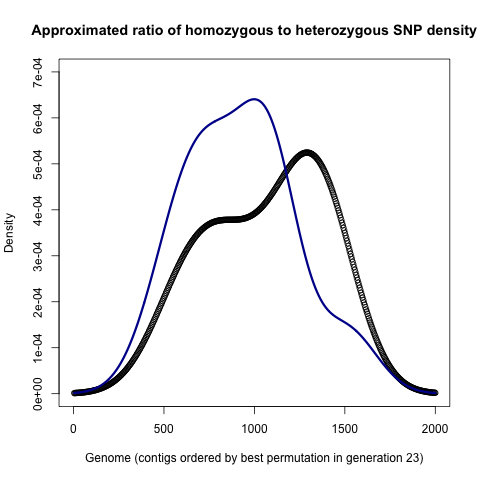 Approximated ratio of homozygous to heterozygous SNP density
Density
7e-04
6e-04
5e-04
4e-04
3e-04
2e-04
1e-04
0e+00
0 500 1000 1500 2000
Genome (contigs ordered by best permutation in generation 23)